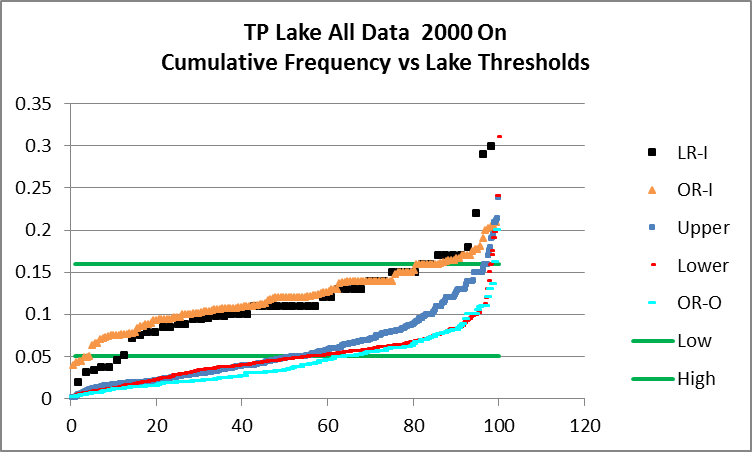 TP Lake All Data 2000 On
Cumulative Frequency vs Lake Thresholds
0.35
0.3
0.25
0.2
0.15
0.1
0.05
0
0 20 40 60 80 100 120
LR-I
OR-I
Upper
Lower
OR-O
Low
High